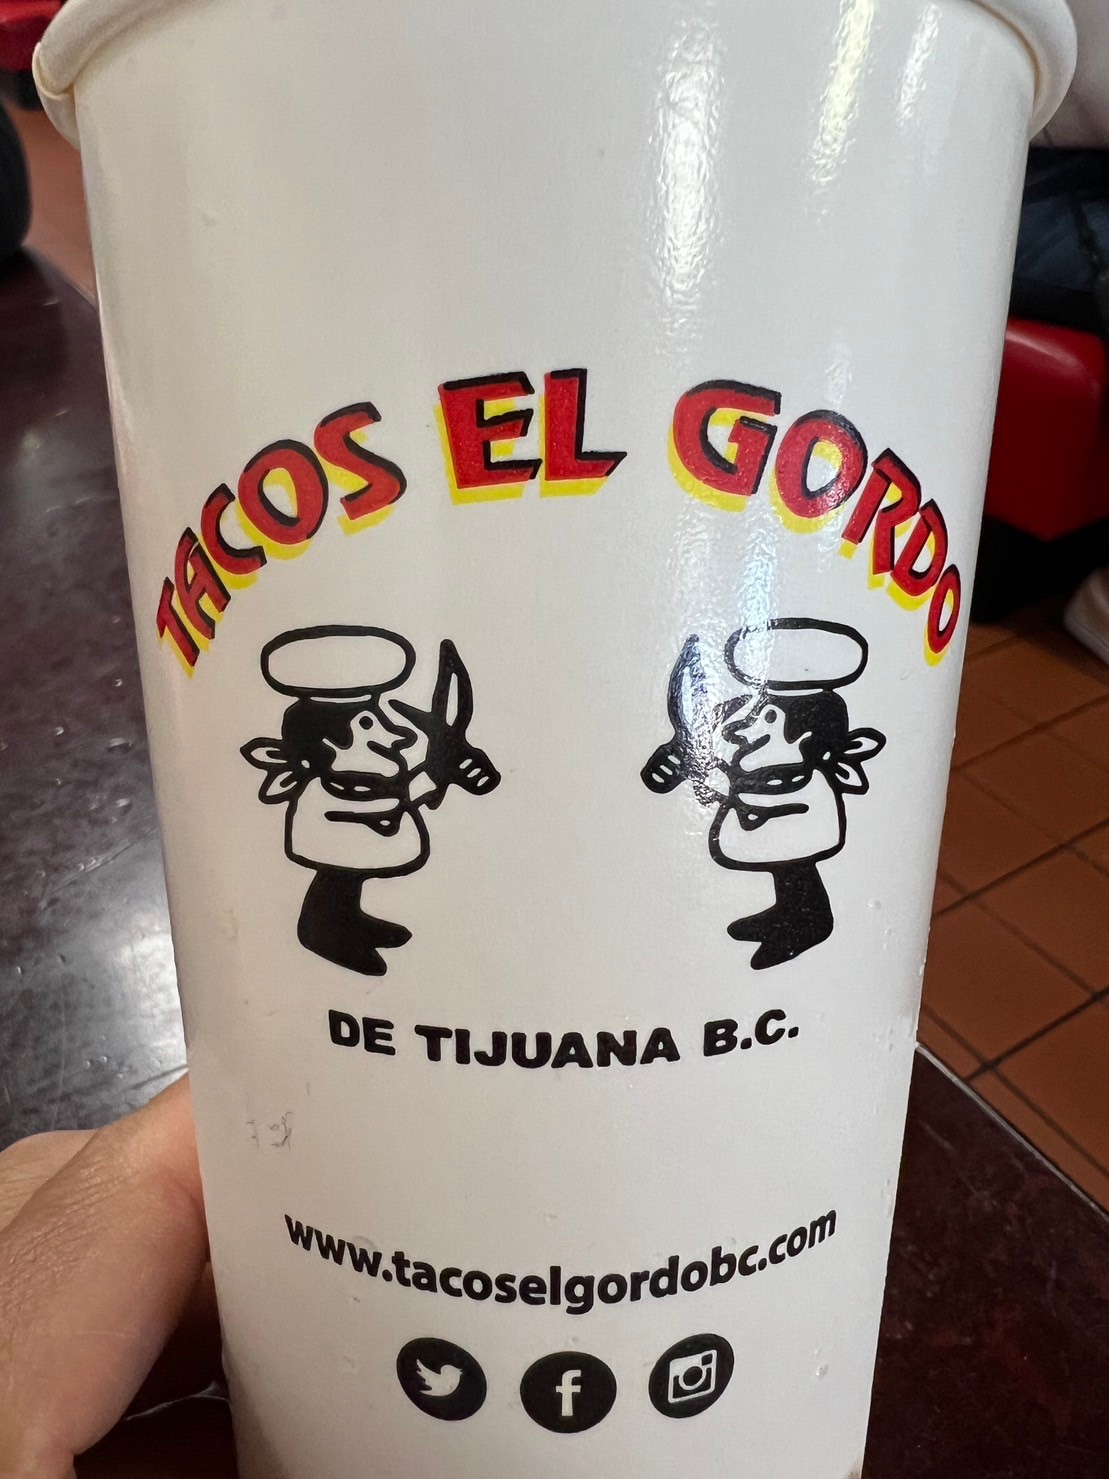 TACOS EL GORDO
DE TIJUANA B.C.
www.tacoselgordobc.com